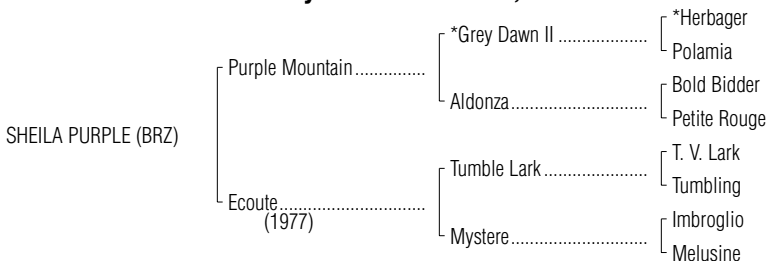 *Herbager
*Grey Dawn II ....................
Polamia
Purple Mountain...............
Bold Bidder
Aldonza..............................
Petite Rouge
SHEILA PURPLE (BRZ)
T. V. Lark
Tumble Lark.......................
Tumbling
Ecoute................................
(1977)
Imbroglio
Mystere..............................
Melusine